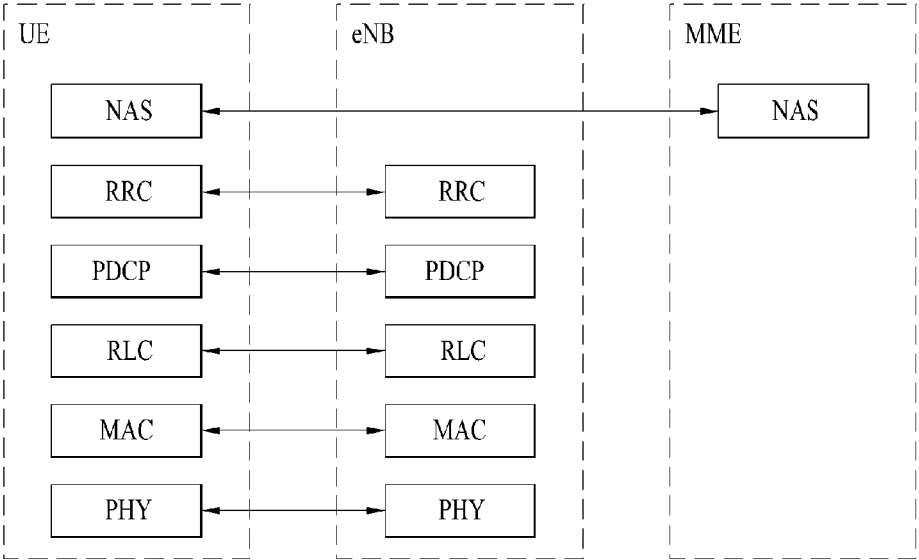 UE eNB MME
NAS NAS
RRC RRC
PDCP PDCP
RLC RLC
MAC MAC
PHY PHY